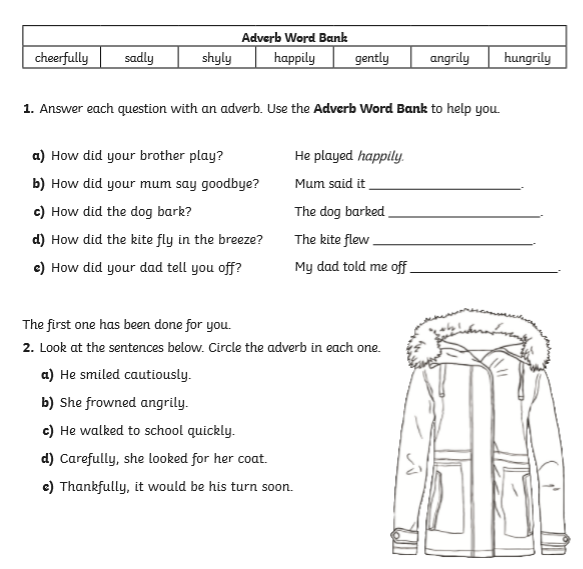 Adverb Word Bank
cheerfully sadly shyly happily gently angrily hungrily
1. Answer each question with an adverb. Use the Adverb Word Bank to help you.
a) How did your brother play? He played happily.
b) How did your mum say goodbye? Mum said it ____________________.
c) How did the dog bark? The dog barked ____________________.
d) How did the kite fly in the breeze? The kite flew ____________________.
e) How did your dad tell you off? My dad told me off ____________________.
The first one has been done for you.
2. Look at the sentences below. Circle the adverb in each one.
a) He smiled cautiously.
b) She frowned angrily.
c) He walked to school quickly.
d) Carefully, she looked for her coat.
e) Thankfully, it would be his turn soon.